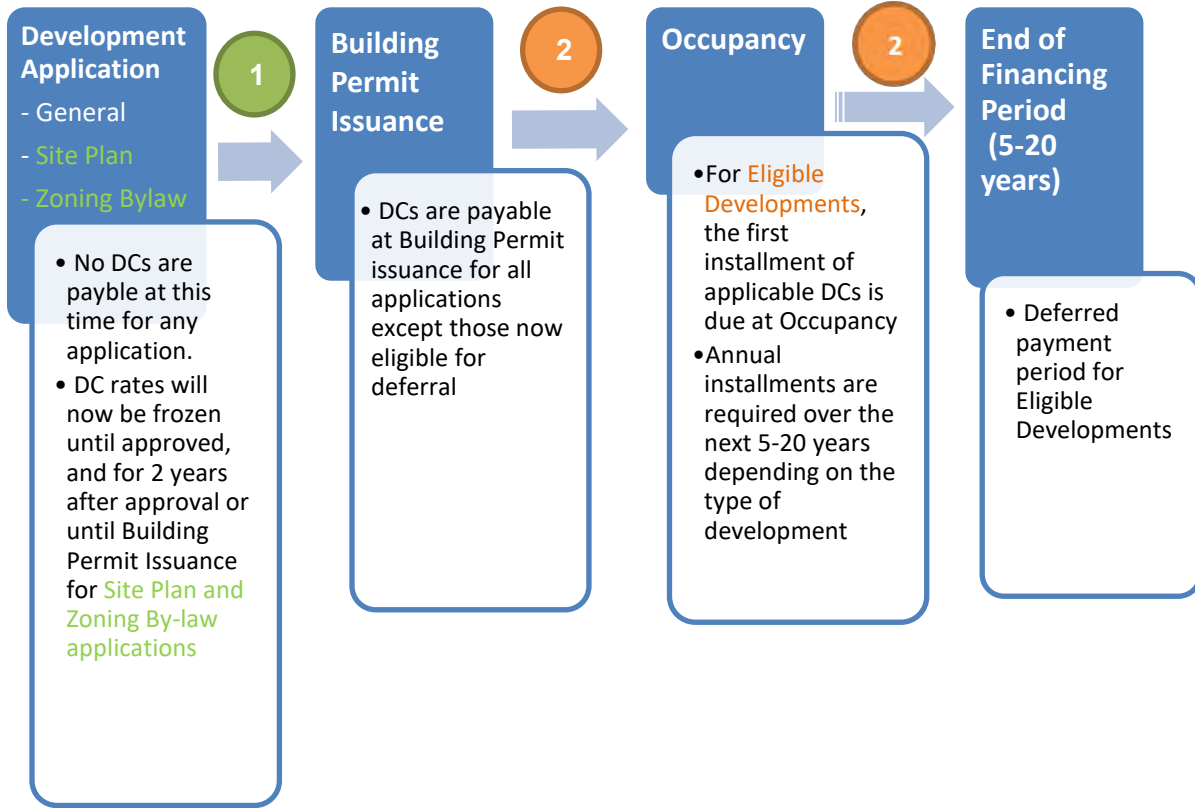 Development
Application
- General
- Site Plan
- Zoning Bylaw
• No DCs are
payble at this
time for any
application.
• DC rates will
now be frozen
until approved,
and for 2 years
after approval or
until Building
Permit Issuance
for Site Plan and
Zoning By-law
applications
1
Building
Permit
Issuance
• DCs are payable
at Building Permit
issuance for all
applications
except those now
eligible for
deferral
2
Occupancy
•For Eligible
Developments,
the first
installment of
applicable DCs is
due at Occupancy
•Annual
installments are
required over the
next 5-20 years
depending on the
type of
development
2
End of
Financing
Period
(5-20
years)
• Deferred
payment
period for
Eligible
Developments